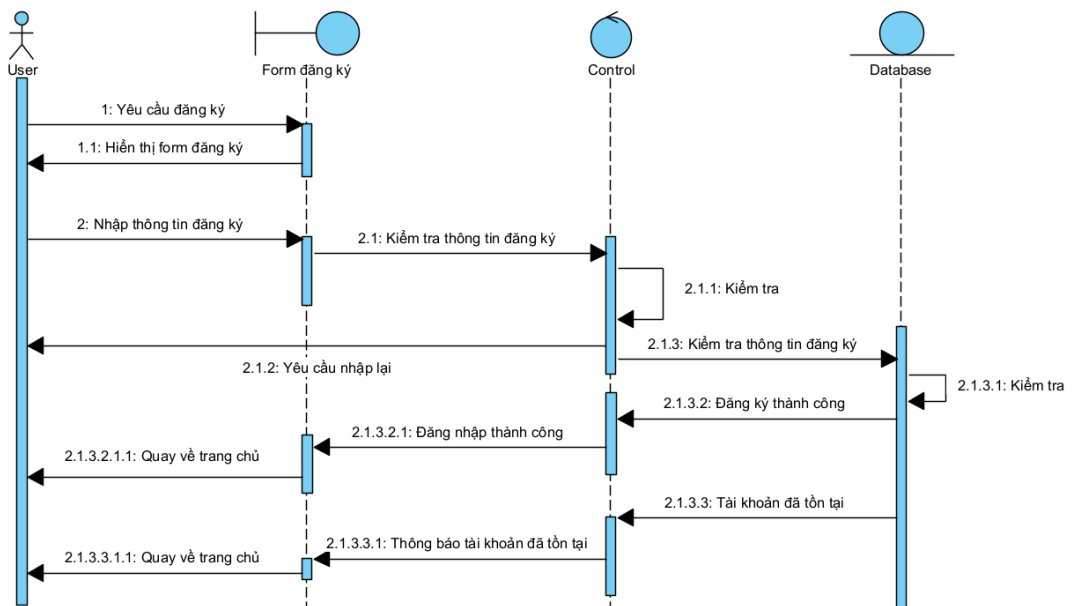 User
Form đăng ký
Control
Database
1: Yêu cầu đăng ký
1.1: Hiển thị form đăng ký
2: Nhập thông tin đăng ký
2.1: Kiểm tra thông tin đăng ký
2.1.1: Kiểm tra
2.1.3: Kiểm tra thông tin đăng ký
2.1.2: Yêu cầu nhập lại
2.1.3.1: Kiểm tra
2.1.3.2: Đăng ký thành công
2.1.3.2.1: Đăng nhập thành công
2.1.3.2.1.1: Quay về trang chủ
2.1.3.3: Tài khoản đã tồn tại
2.1.3.3.1: Thông báo tài khoản đã tồn tại
2.1.3.3.1.1: Quay về trang chủ